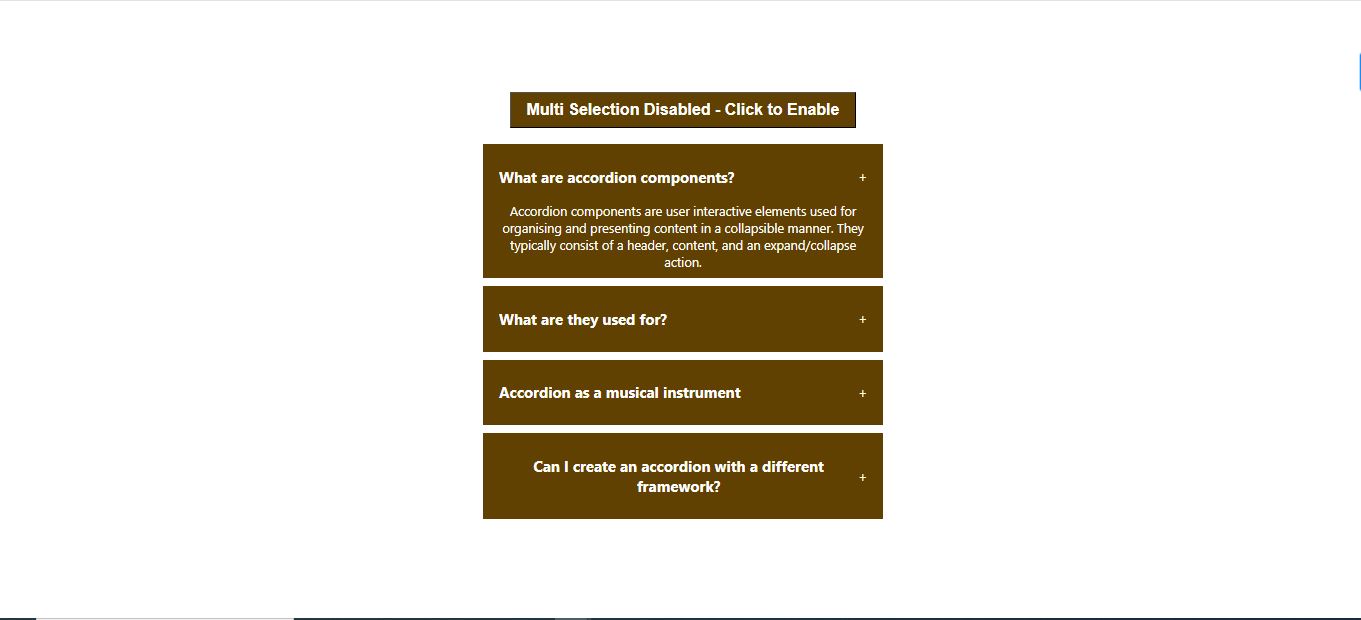 Multi Selection Disabled - Click to Enable
What are accordion components? +
Accordion components are user interactive elements used for
organising and presenting content in a collapsible manner. They
typically consist of a header, content, and an expand/collapse
action.
What are they used for? +
Accordion as a musical instrument +
Can I create an accordion with a different
framework? +